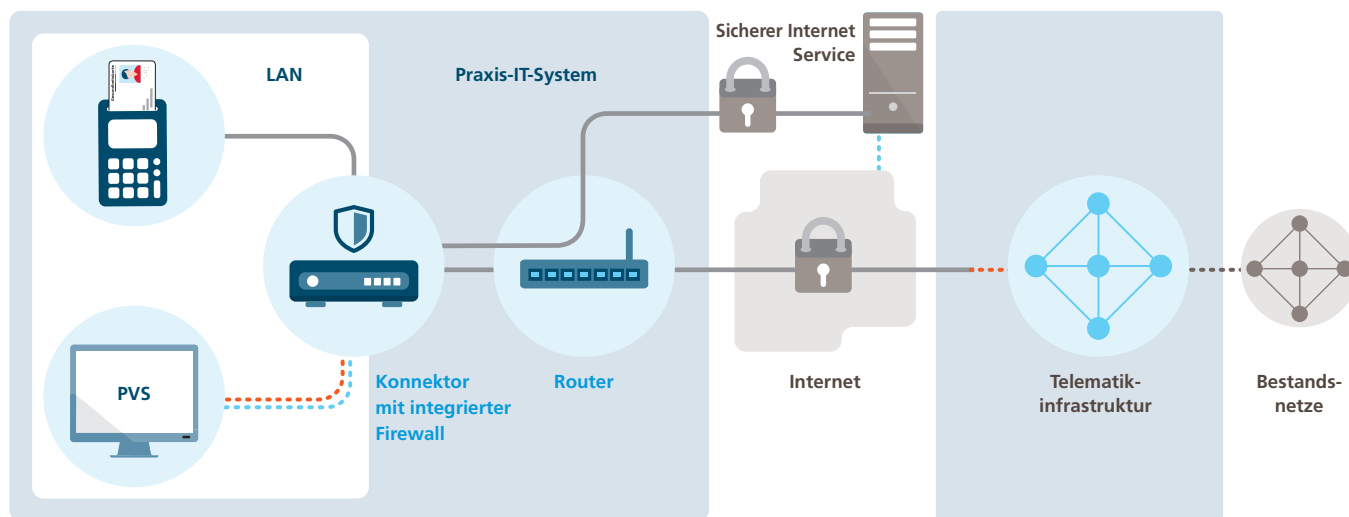 LAN
Praxis-IT-System
Sicherer Internet
Service
PVS
Konnektor
mit integrierter
Firewall
Router
Internet
Telematik-
infrastruktur
Bestands-
netze